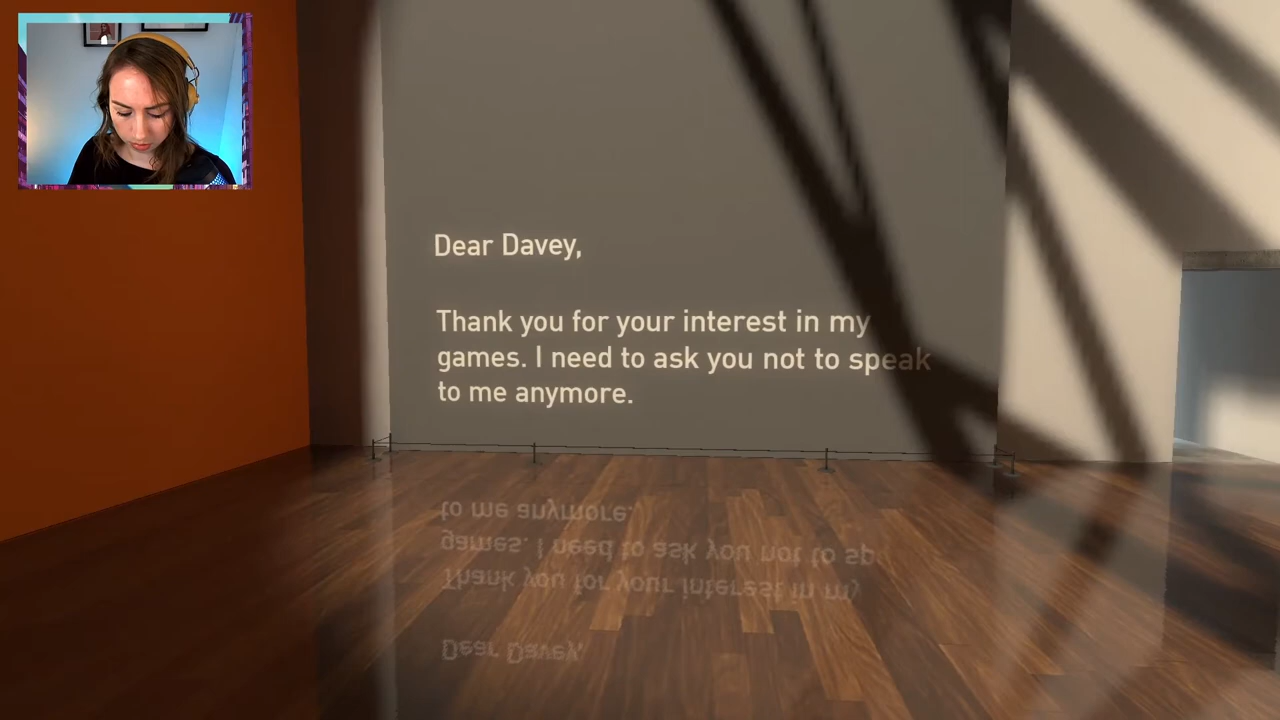 Dear Davey,
Thank you for your interest in my
games. I need to ask you not to speak
to me anymore.